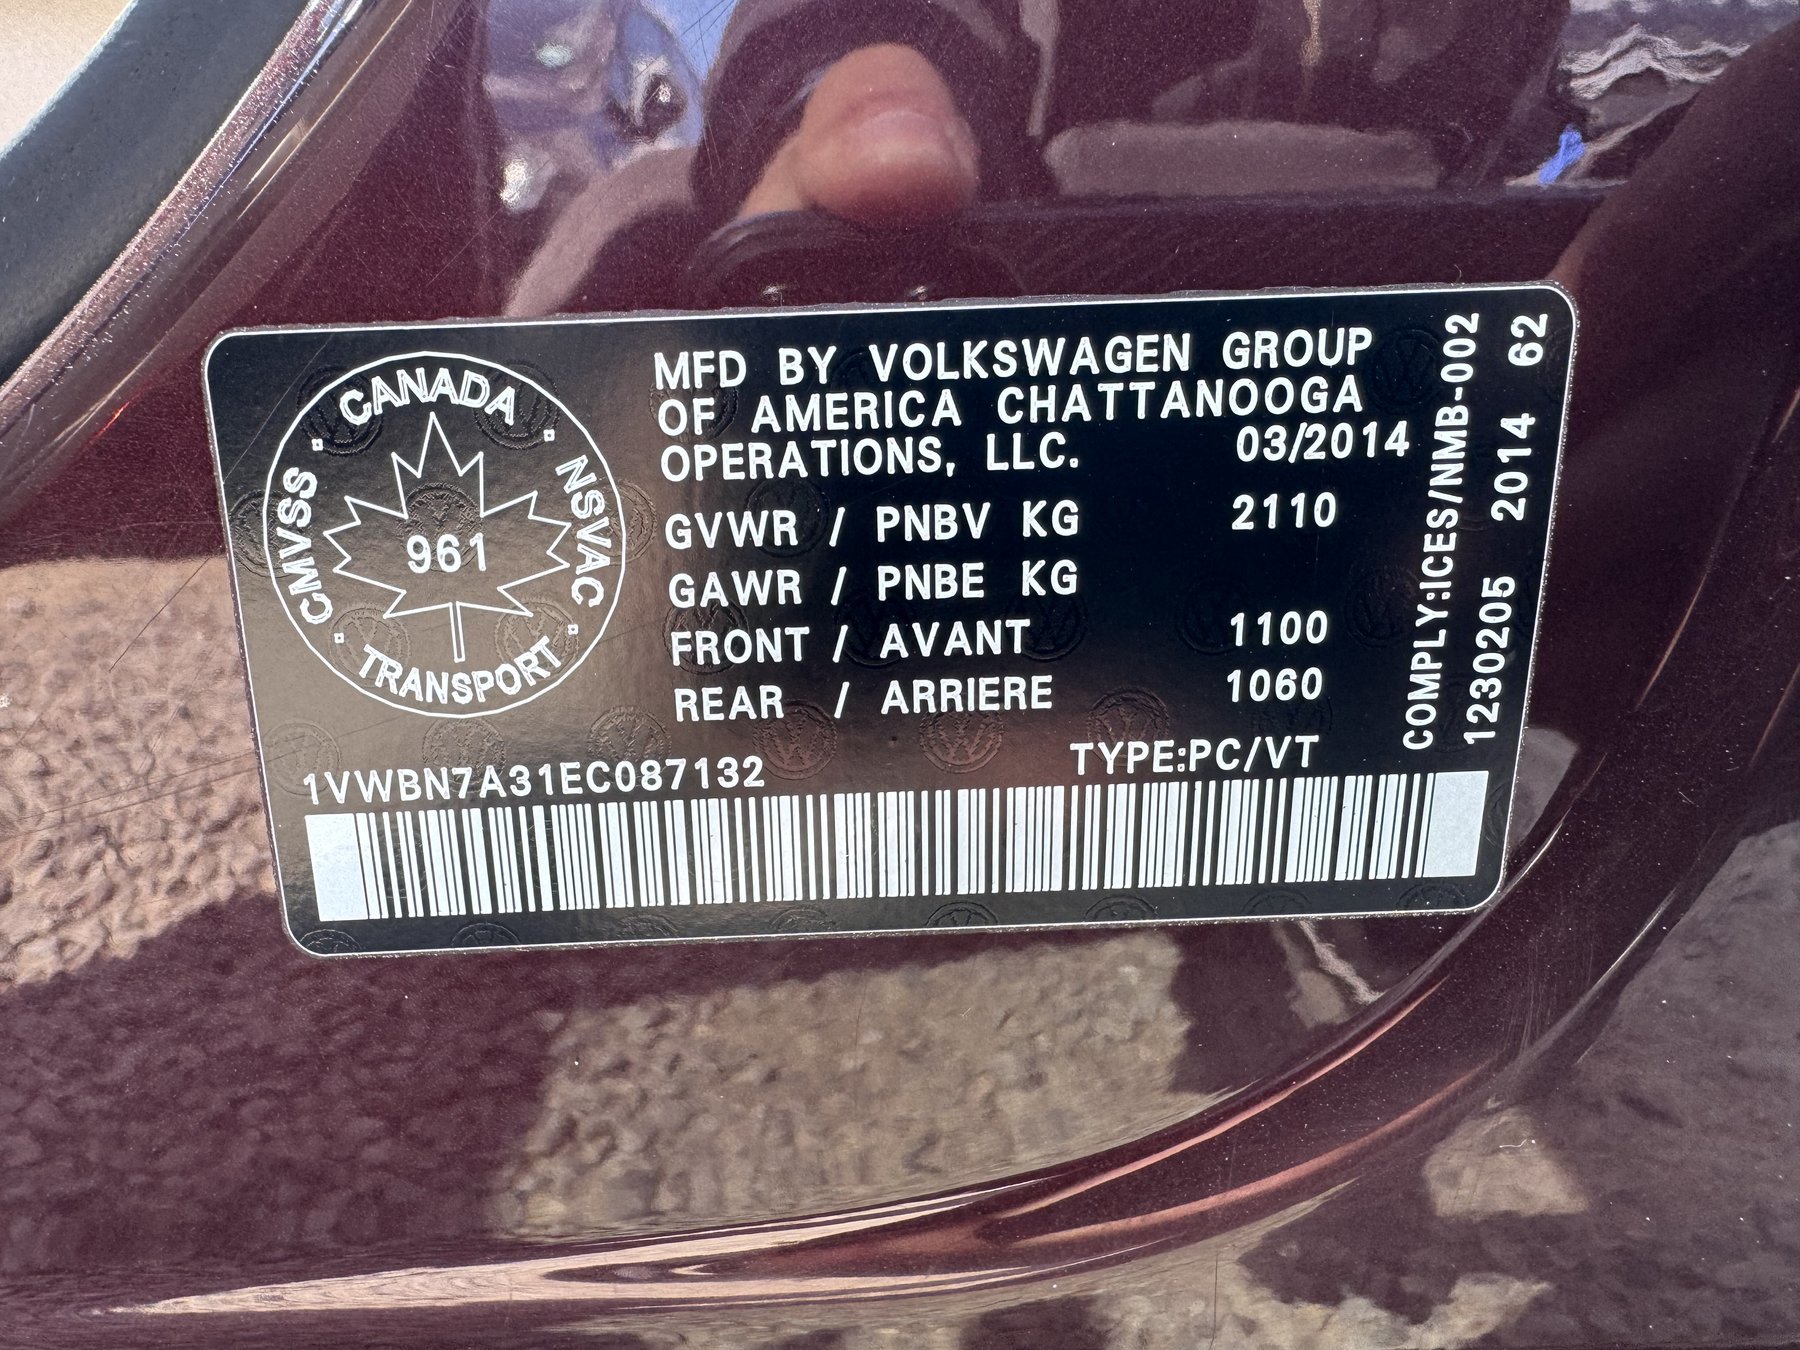 CANADA
CMVSS
NSVAC
961
TRANSPORT
MFD BY VOLKSWAGEN GROUP
OF AMERICA CHATTANOOGA
OPERATIONS, LLC. 03/2014
GVWR / PNBV KG 2110
GAWR / PNBE KG
FRONT / AVANT 1100
REAR / ARRIERE 1060
1VWBN7A31EC087132 TYPE:PC/VT
COMPLY:ICES/NMB-002
1230205 2014 62